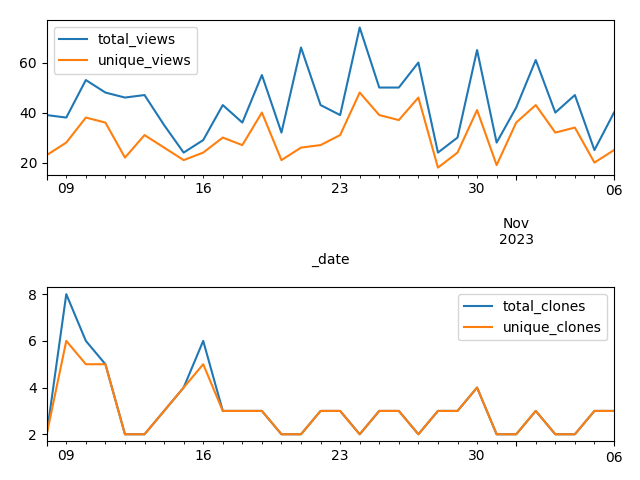 total_views
unique_views
60
40
20
09 16 23 30 06
Nov
2023
_date
8
total_clones
unique_clones
6
4
2
09 16 23 30 06